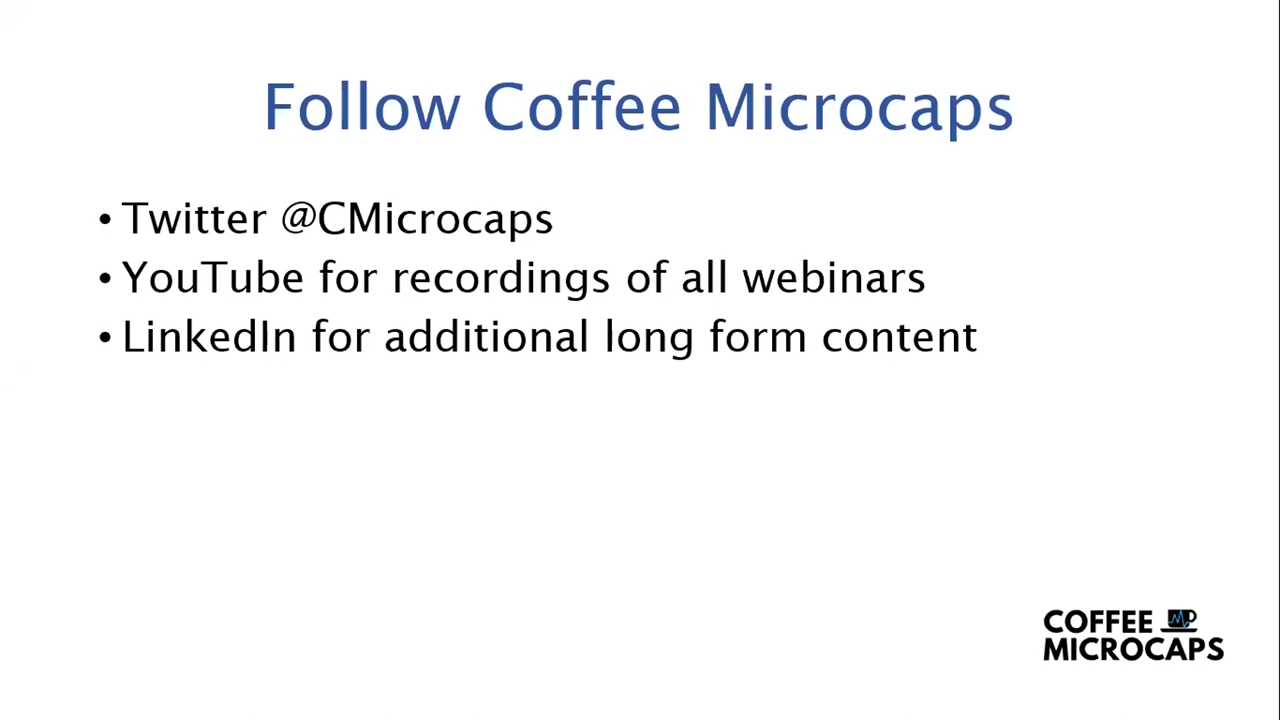 Follow Coffee Microcaps
• Twitter @CMicrocaps
• YouTube for recordings of all webinars
• LinkedIn for additional long form content
COFFEE
MICROCAPS